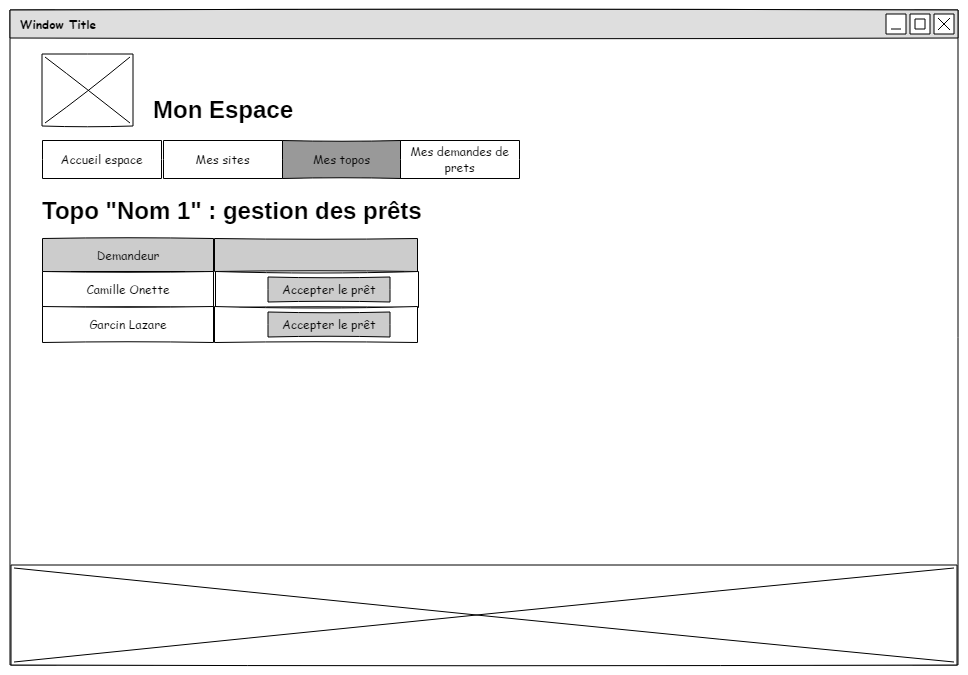 Window Title
Mon Espace
Accueil espace
Mes sites
Mes topos
Mes demandes de
prets
Topo "Nom 1" : gestion des prêts
Demandeur
Camille Onette
Accepter le prêt
Garcin Lazare
Accepter le prêt